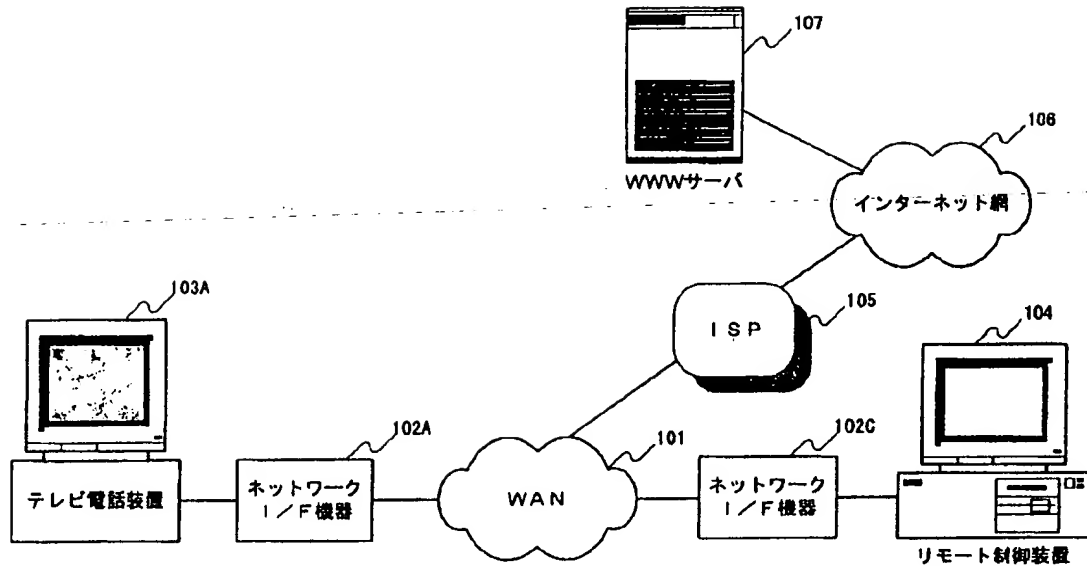 107
WWWサーバ
106
インターネット網
103A
105
ISP
104
102A
101
102C
テレビ電話装置
ネットワーク
I/F機器
WAN
ネットワーク
I/F機器
リモート制御装置